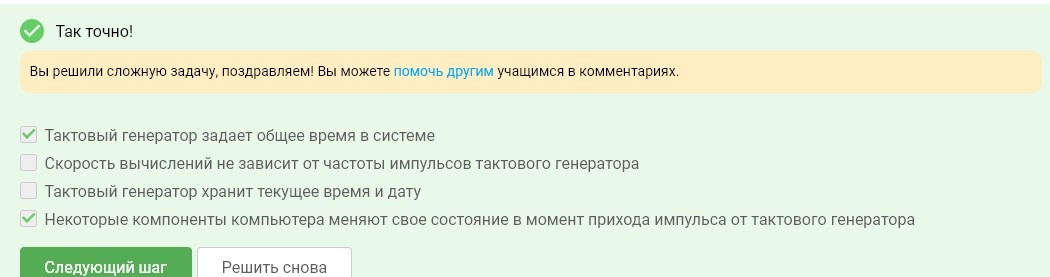 Так точно!
Вы решили сложную задачу, поздравляем! Вы можете помочь другим учащимся в комментариях.
Тактовый генератор задает общее время в системе
Скорость вычислений не зависит от частоты импульсов тактового генератора
Тактовый генератор хранит текущее время и дату
Некоторые компоненты компьютера меняют свое состояние в момент прихода импульса от тактового генератора
Следующий шаг Решить снова